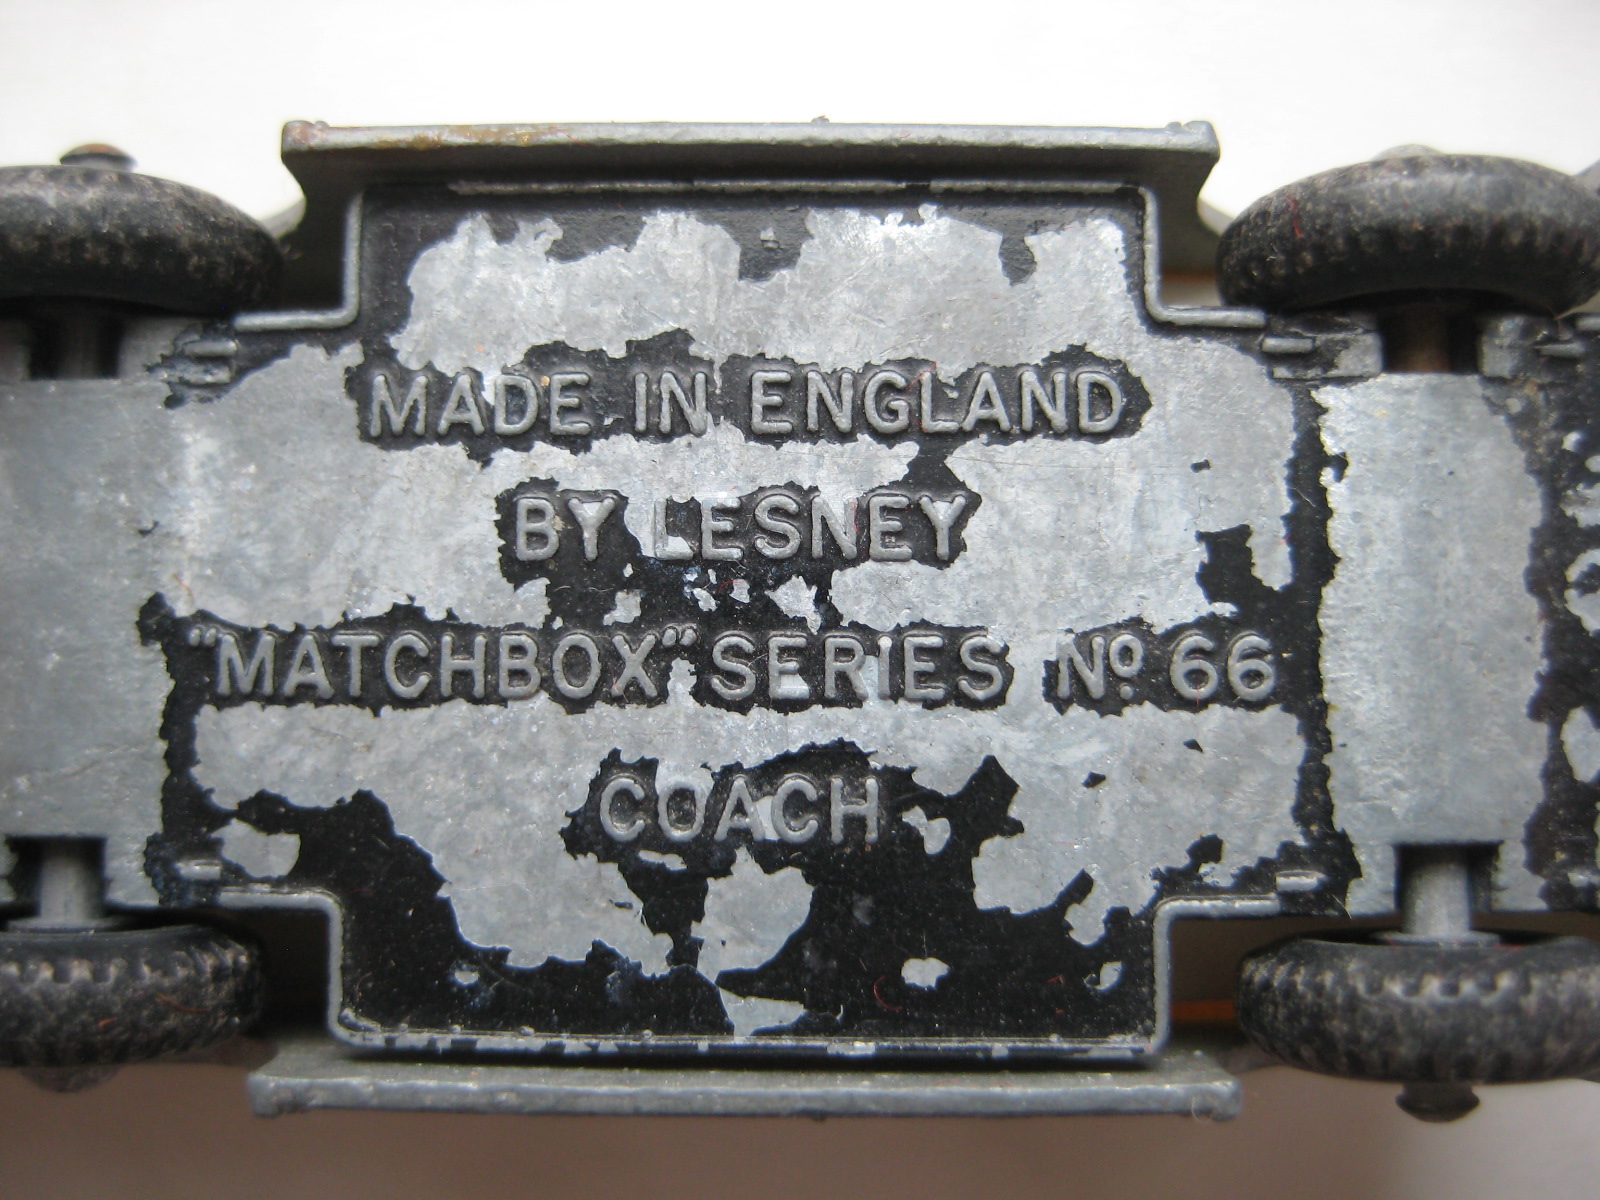 MADE IN ENGLAND
BY LESNEY
"MATCHBOX" SERIES Nº 66
COACH